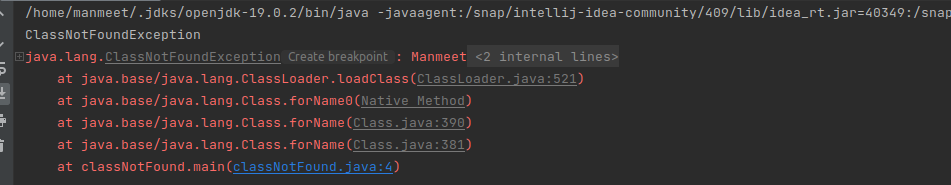 /home/manmeet/.jdks/openjdk-19.0.2/bin/java -javaagent:/snap/intellij-idea-community/409/lib/idea_rt.jar=40349:/snap
ClassNotFoundException
java.lang.ClassNotFoundException Create breakpoint : Manmeet <2 internal lines>
at java.base/java.lang.ClassLoader.loadClass(ClassLoader.java:521)
at java.base/java.lang.Class.forName0(Native Method)
at java.base/java.lang.Class.forName(Class.java:390)
at java.base/java.lang.Class.forName(Class.java:381)
at classNotFound.main(classNotFound.java:4)